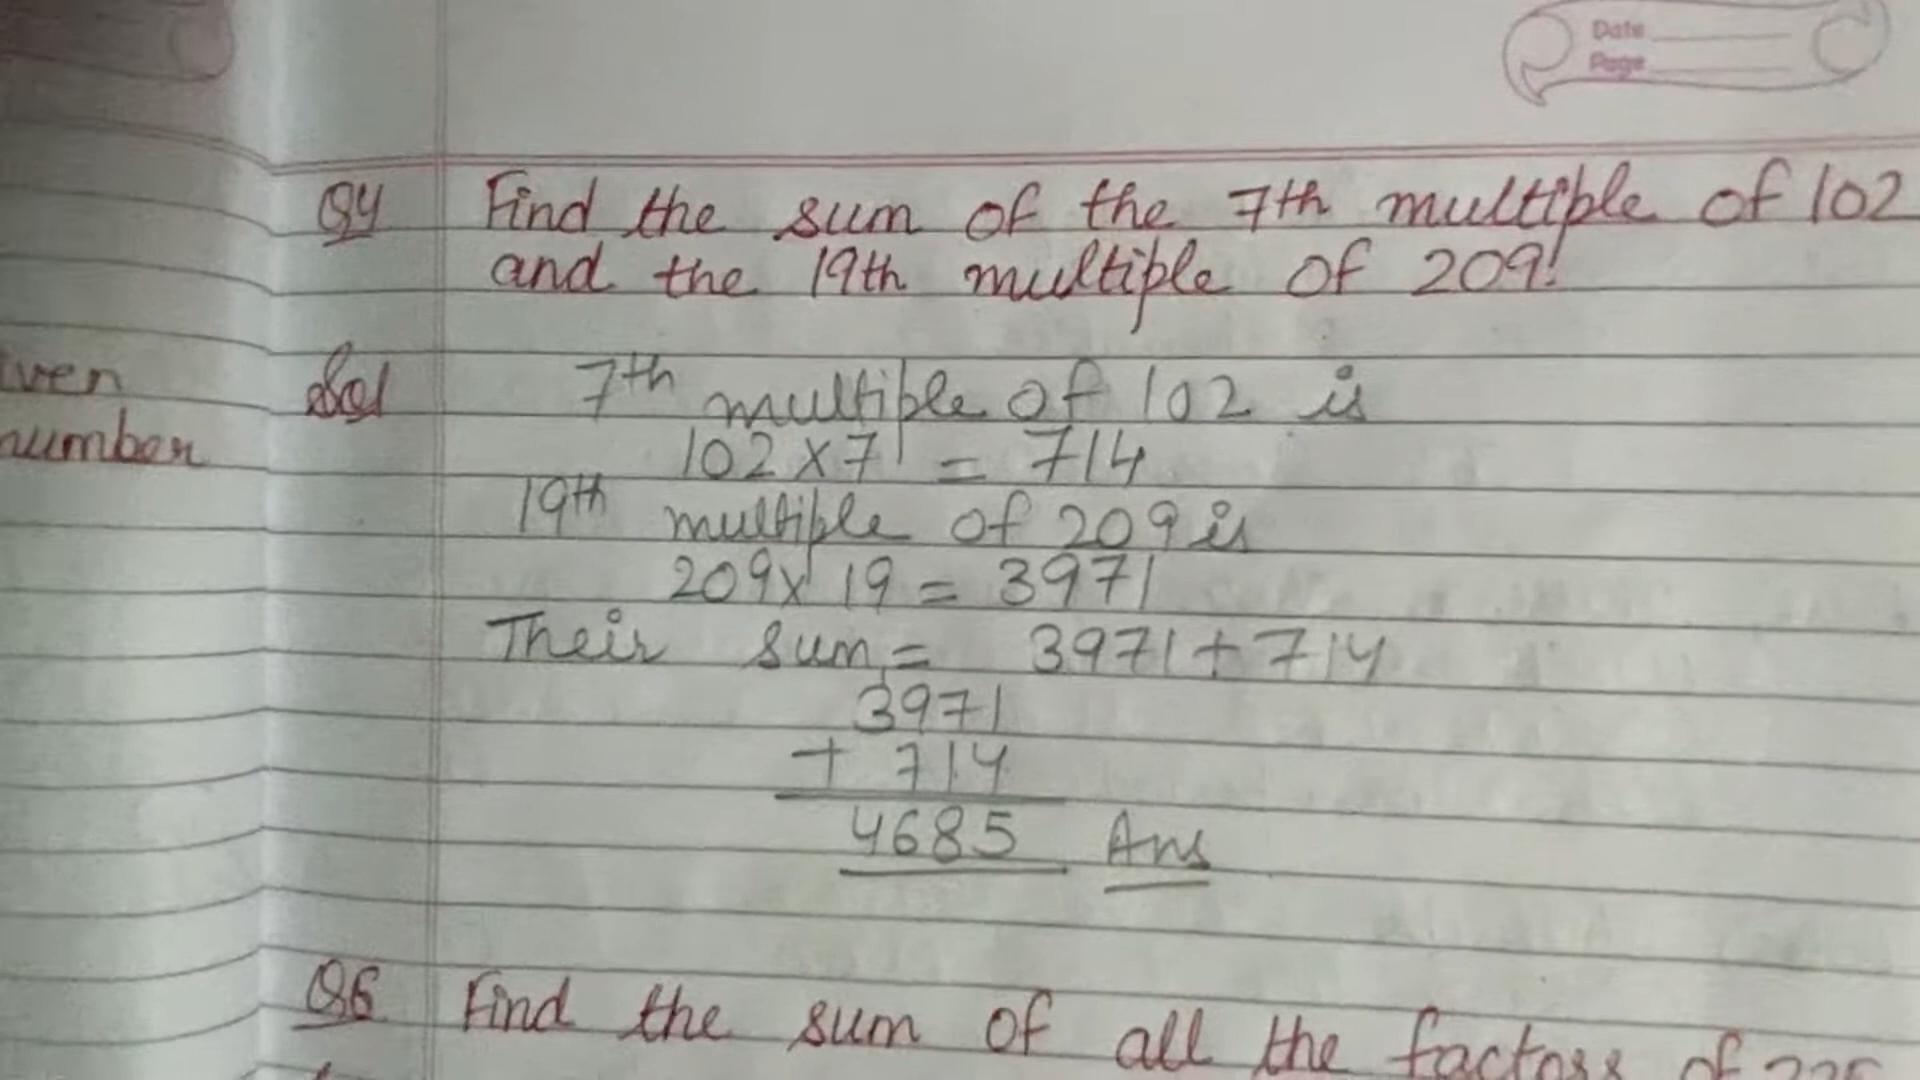 Date
Page
Q4 Find the sum of the 7th multiple of 102
and the 19th multiple of 209!
iven
number
Sol 7th multiple of 102 is
102 x 7 = 714
19th multiple of 209 is
209 x 19 = 3971
Their sum = 3971 + 714
3971
+ 714
4685 Ans
Q6 Find the sum of all the factors of